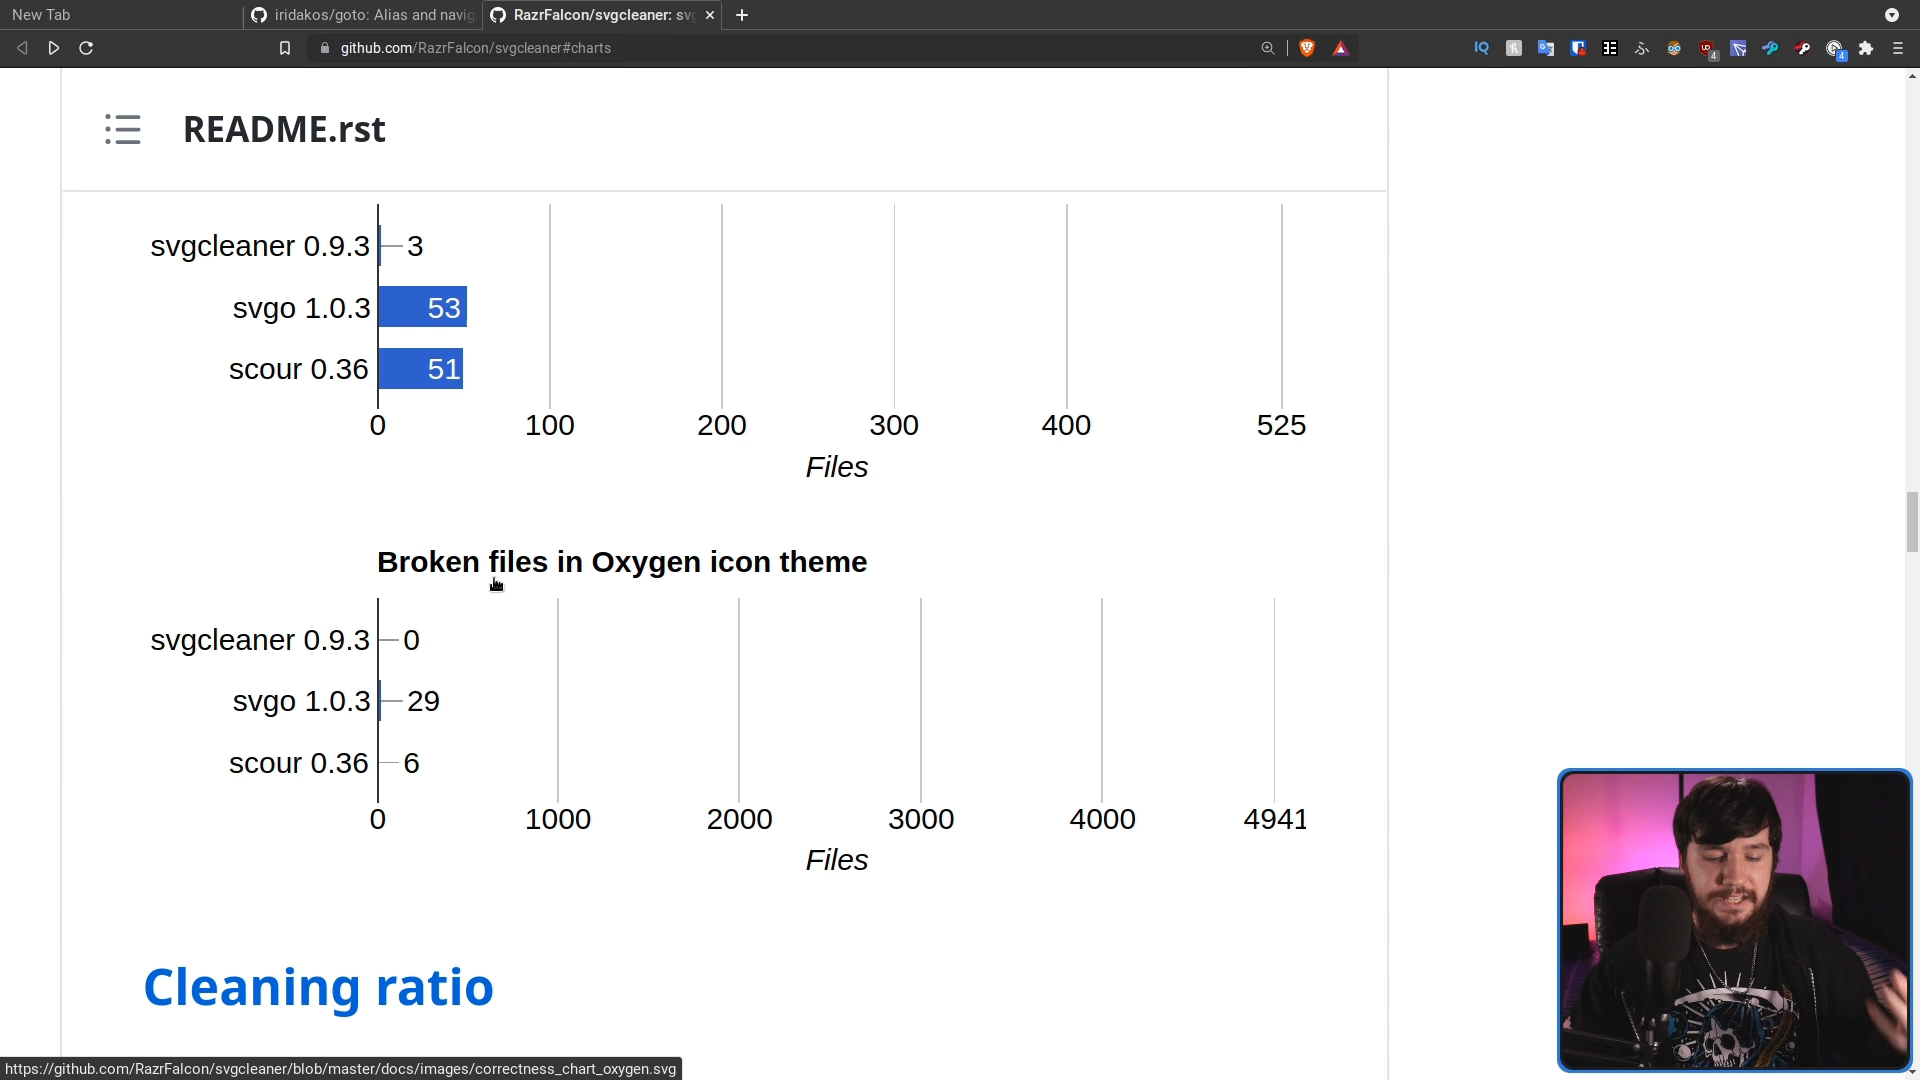 New Tab
iridakos/goto: Alias and navig
RazrFalcon/svgcleaner: sv
github.com/RazrFalcon/svgcleaner#charts
IQ
4
4
README.rst
svgcleaner 0.9.3
3
svgo 1.0.3
53
scour 0.36
51
0 100 200 300 400 525
Files
Broken files in Oxygen icon theme
svgcleaner 0.9.3
0
svgo 1.0.3
29
scour 0.36
6
0 1000 2000 3000 4000 4941
Files
Cleaning ratio
https://github.com/RazrFalcon/svgcleaner/blob/master/docs/images/correctness_chart_oxygen.svg